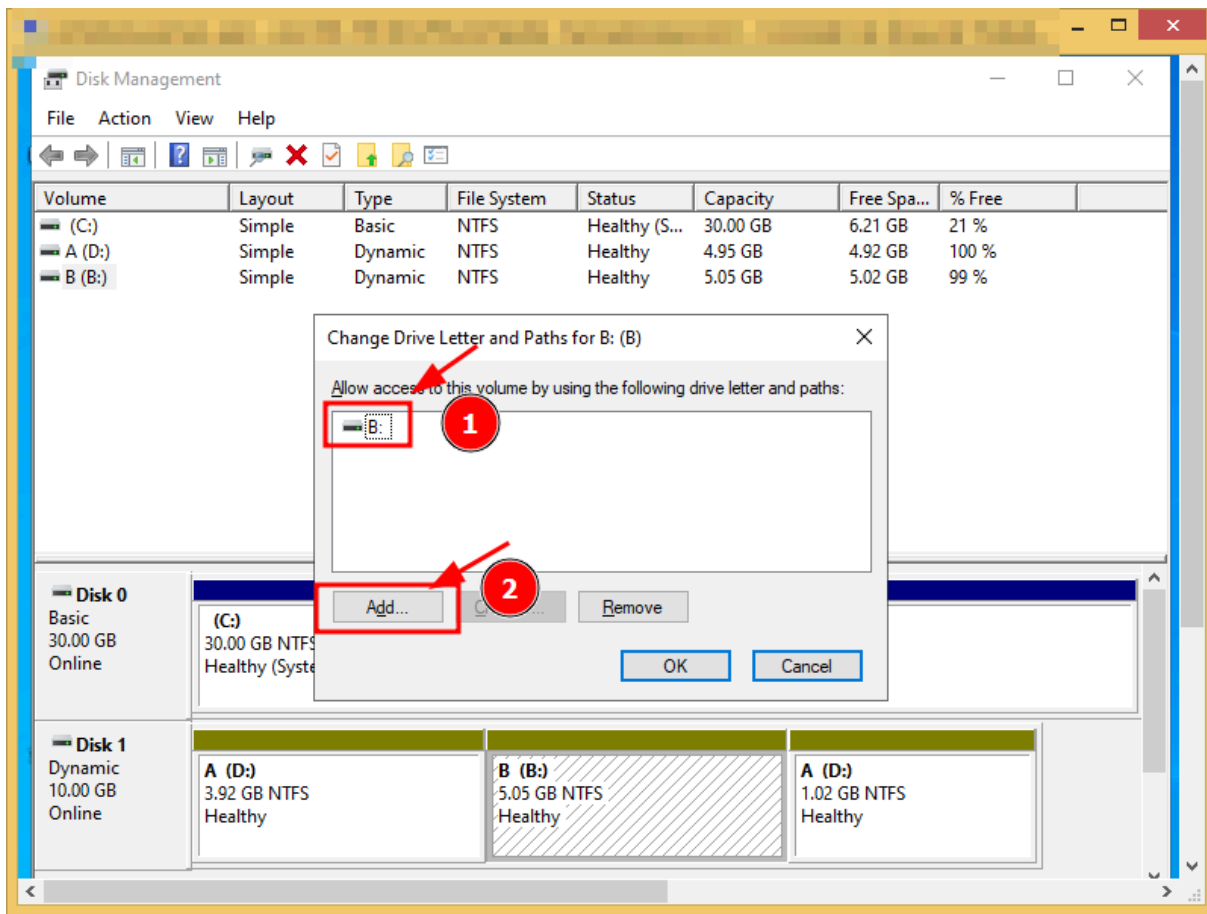 Disk Management
File Action View Help
Volume Layout Type File System Status Capacity Free Spa... % Free
(C:) Simple Basic NTFS Healthy (S... 30.00 GB 6.21 GB 21 %
A (D:) Simple Dynamic NTFS Healthy 4.95 GB 4.92 GB 100 %
B (B:) Simple Dynamic NTFS Healthy 5.05 GB 5.02 GB 99 %
Change Drive Letter and Paths for B: (B)
Allow access to this volume by using the following drive letter and paths:
B:
1
2
Add... Remove
OK Cancel
Disk 0
Basic
30.00 GB
Online
(C:)
30.00 GB NTFS
Healthy (Syste
Disk 1
Dynamic
10.00 GB
Online
A (D:)
3.92 GB NTFS
Healthy
B (B:)
5.05 GB NTFS
Healthy
A (D:)
1.02 GB NTFS
Healthy